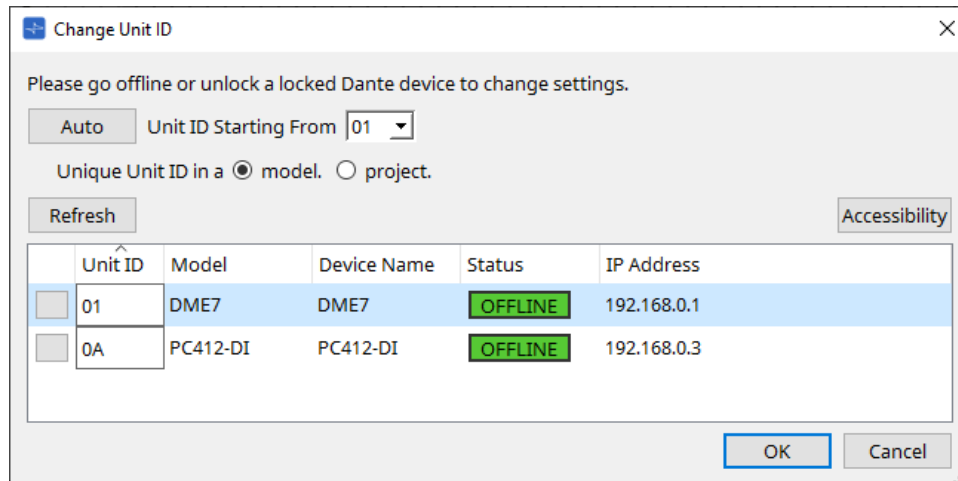 Change Unit ID
Please go offline or unlock a locked Dante device to change settings.
Auto Unit ID Starting From 01
Unique Unit ID in a model. project.
Refresh Accessibility
Unit ID Model Device Name Status IP Address
01 DME7 DME7 OFFLINE 192.168.0.1
0A PC412-DI PC412-DI OFFLINE 192.168.0.3
OK Cancel